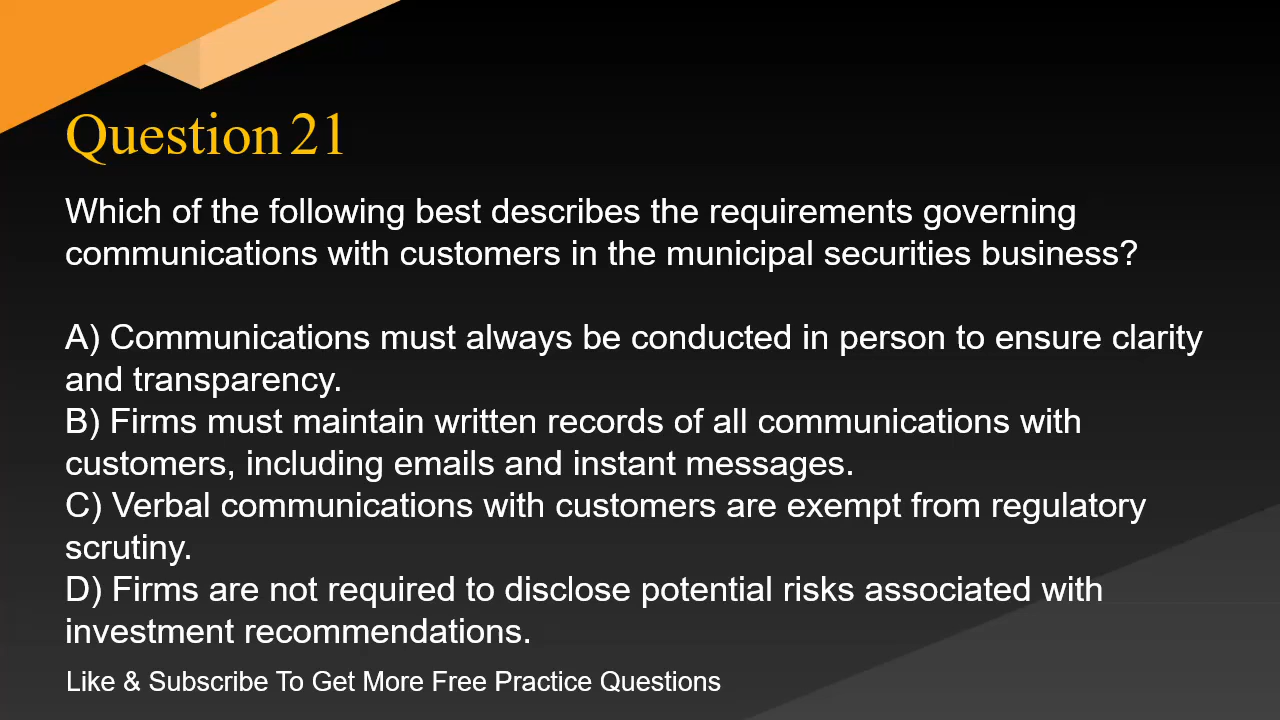 Question 21
Which of the following best describes the requirements governing
communications with customers in the municipal securities business?
A) Communications must always be conducted in person to ensure clarity
and transparency.
B) Firms must maintain written records of all communications with
customers, including emails and instant messages.
C) Verbal communications with customers are exempt from regulatory
scrutiny.
D) Firms are not required to disclose potential risks associated with
investment recommendations.
Like & Subscribe To Get More Free Practice Questions